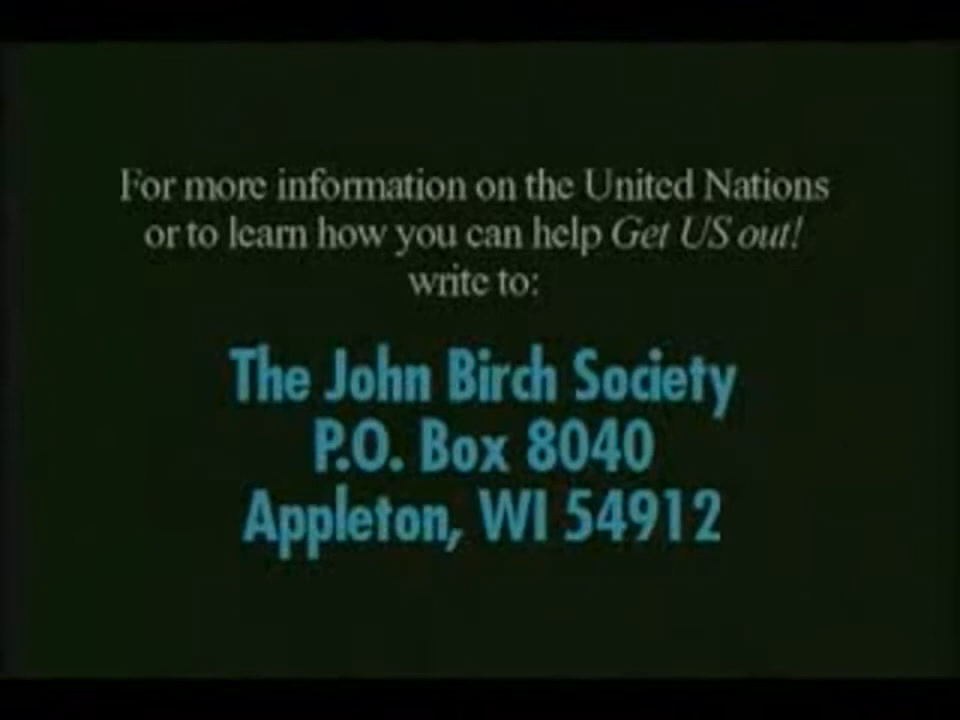 For more information on the United Nations
or to learn how you can help Get US out!
write to:
The John Birch Society
P.O. Box 8040
Appleton, WI 54912